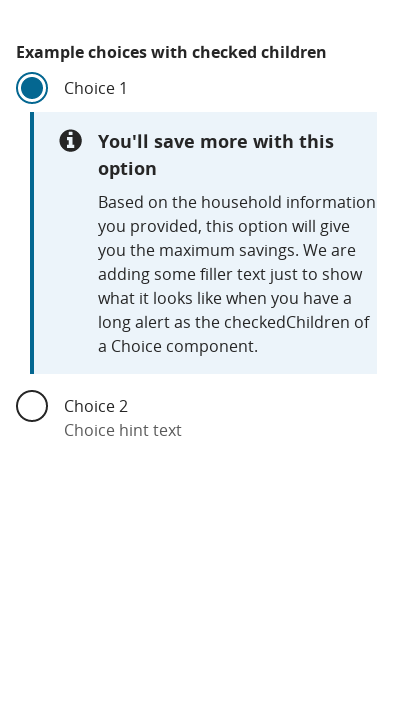 Example choices with checked children
Choice 1
You'll save more with this
option
Based on the household information
you provided, this option will give
you the maximum savings. We are
adding some filler text just to show
what it looks like when you have a
long alert as the checkedChildren of
a Choice component.
Choice 2
Choice hint text